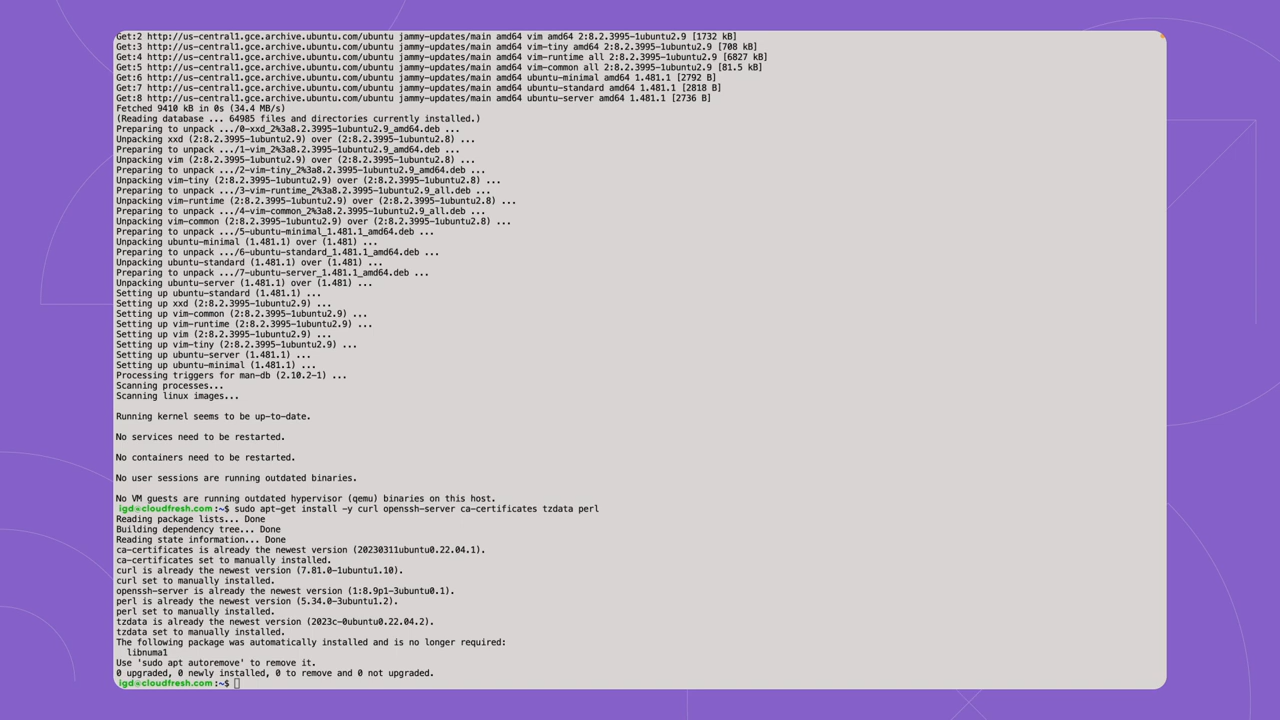 Get:2 http://us-central1.gce.archive.ubuntu.com/ubuntu jammy-updates/main amd64 vim amd64 2:8.2.3995-1ubuntu2.9 [1732 kB]
Get:3 http://us-central1.gce.archive.ubuntu.com/ubuntu jammy-updates/main amd64 vim-tiny amd64 2:8.2.3995-1ubuntu2.9 [708 kB]
Get:4 http://us-central1.gce.archive.ubuntu.com/ubuntu jammy-updates/main amd64 vim-runtime all 2:8.2.3995-1ubuntu2.9 [6827 kB]
Get:5 http://us-central1.gce.archive.ubuntu.com/ubuntu jammy-updates/main amd64 vim-common all 2:8.2.3995-1ubuntu2.9 [81.5 kB]
Get:6 http://us-central1.gce.archive.ubuntu.com/ubuntu jammy-updates/main amd64 ubuntu-minimal amd64 1.481.1 [2792 B]
Get:7 http://us-central1.gce.archive.ubuntu.com/ubuntu jammy-updates/main amd64 ubuntu-standard amd64 1.481.1 [2818 B]
Get:8 http://us-central1.gce.archive.ubuntu.com/ubuntu jammy-updates/main amd64 ubuntu-server amd64 1.481.1 [2736 B]
Fetched 9410 kB in 0s (34.4 MB/s)
(Reading database ... 64985 files and directories currently installed.)
Preparing to unpack .../0-xxd_2%3a8.2.3995-1ubuntu2.9_amd64.deb ...
Unpacking xxd (2:8.2.3995-1ubuntu2.9) over (2:8.2.3995-1ubuntu2.8) ...
Preparing to unpack .../1-vim_2%3a8.2.3995-1ubuntu2.9_amd64.deb ...
Unpacking vim (2:8.2.3995-1ubuntu2.9) over (2:8.2.3995-1ubuntu2.8) ...
Preparing to unpack .../2-vim-tiny_2%3a8.2.3995-1ubuntu2.9_amd64.deb ...
Unpacking vim-tiny (2:8.2.3995-1ubuntu2.9) over (2:8.2.3995-1ubuntu2.8) ...
Preparing to unpack .../3-vim-runtime_2%3a8.2.3995-1ubuntu2.9_all.deb ...
Unpacking vim-runtime (2:8.2.3995-1ubuntu2.9) over (2:8.2.3995-1ubuntu2.8) ...
Preparing to unpack .../4-vim-common_2%3a8.2.3995-1ubuntu2.9_all.deb ...
Unpacking vim-common (2:8.2.3995-1ubuntu2.9) over (2:8.2.3995-1ubuntu2.8) ...
Preparing to unpack .../5-ubuntu-minimal_1.481.1_amd64.deb ...
Unpacking ubuntu-minimal (1.481.1) over (1.481) ...
Preparing to unpack .../6-ubuntu-standard_1.481.1_amd64.deb ...
Unpacking ubuntu-standard (1.481.1) over (1.481) ...
Preparing to unpack .../7-ubuntu-server_1.481.1_amd64.deb ...
Unpacking ubuntu-server (1.481.1) over (1.481) ...
Setting up ubuntu-standard (1.481.1) ...
Setting up xxd (2:8.2.3995-1ubuntu2.9) ...
Setting up vim-common (2:8.2.3995-1ubuntu2.9) ...
Setting up vim-runtime (2:8.2.3995-1ubuntu2.9) ...
Setting up vim (2:8.2.3995-1ubuntu2.9) ...
Setting up vim-tiny (2:8.2.3995-1ubuntu2.9) ...
Setting up ubuntu-server (1.481.1) ...
Setting up ubuntu-minimal (1.481.1) ...
Processing triggers for man-db (2.10.2-1) ...
Scanning processes...
Scanning linux images...
Running kernel seems to be up-to-date.
No services need to be restarted.
No containers need to be restarted.
No user sessions are running outdated binaries.
No VM guests are running outdated hypervisor (qemu) binaries on this host.
igd@cloudfresh.com:~$ sudo apt-get install -y curl openssh-server ca-certificates tzdata perl
Reading package lists... Done
Building dependency tree... Done
Reading state information... Done
ca-certificates is already the newest version (20230311ubuntu0.22.04.1).
ca-certificates set to manually installed.
curl is already the newest version (7.81.0-1ubuntu1.10).
curl set to manually installed.
openssh-server is already the newest version (1:8.9p1-3ubuntu0.1).
perl is already the newest version (5.34.0-3ubuntu1.2).
perl set to manually installed.
tzdata is already the newest version (2023c-0ubuntu0.22.04.2).
tzdata set to manually installed.
The following package was automatically installed and is no longer required:
libnuma1
Use 'sudo apt autoremove' to remove it.
0 upgraded, 0 newly installed, 0 to remove and 0 not upgraded.
igd@cloudfresh.com:~$